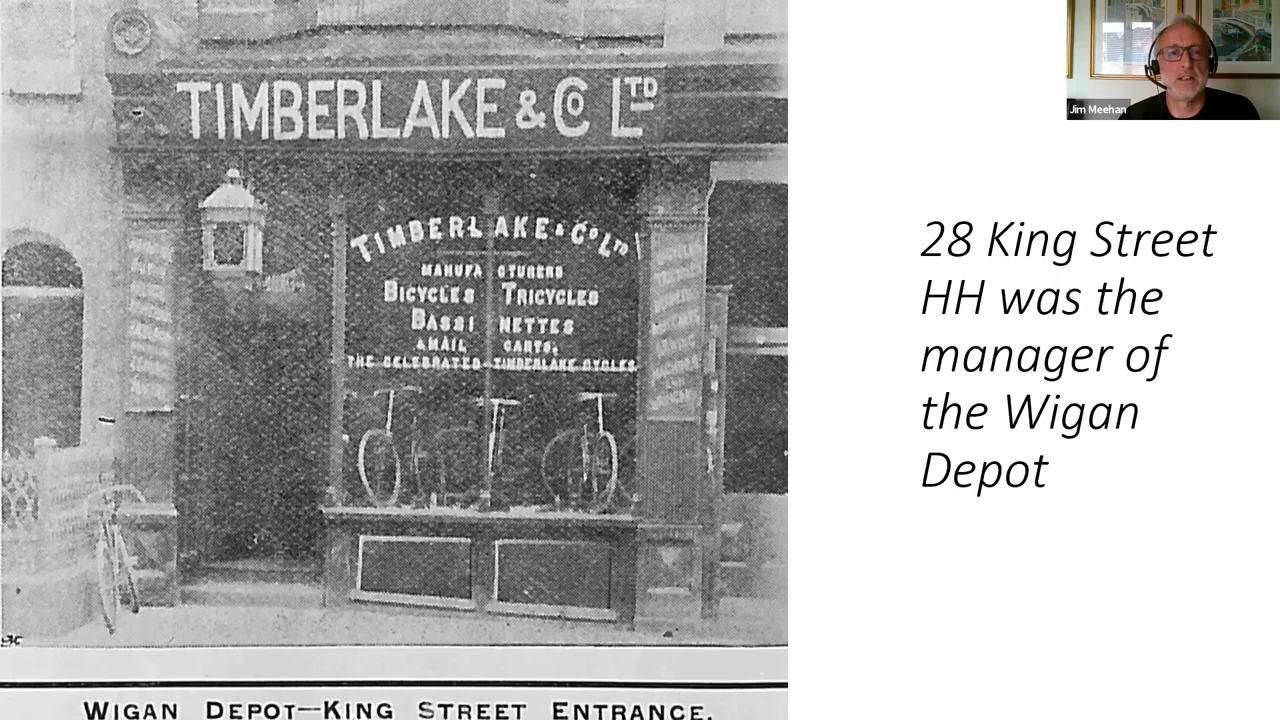 TIMBERLAKE & Co LTD
TIMBERLAKE & Co LTD
MANUFACTURERS
BICYCLES TRICYCLES
BASSINETTES
& MAIL CARTS,
THE CELEBRATED TIMBERLAKE CYCLES
WIGAN DEPOT—KING STREET ENTRANCE.
Jim Meehan
28 King Street
HH was the
manager of
the Wigan
Depot